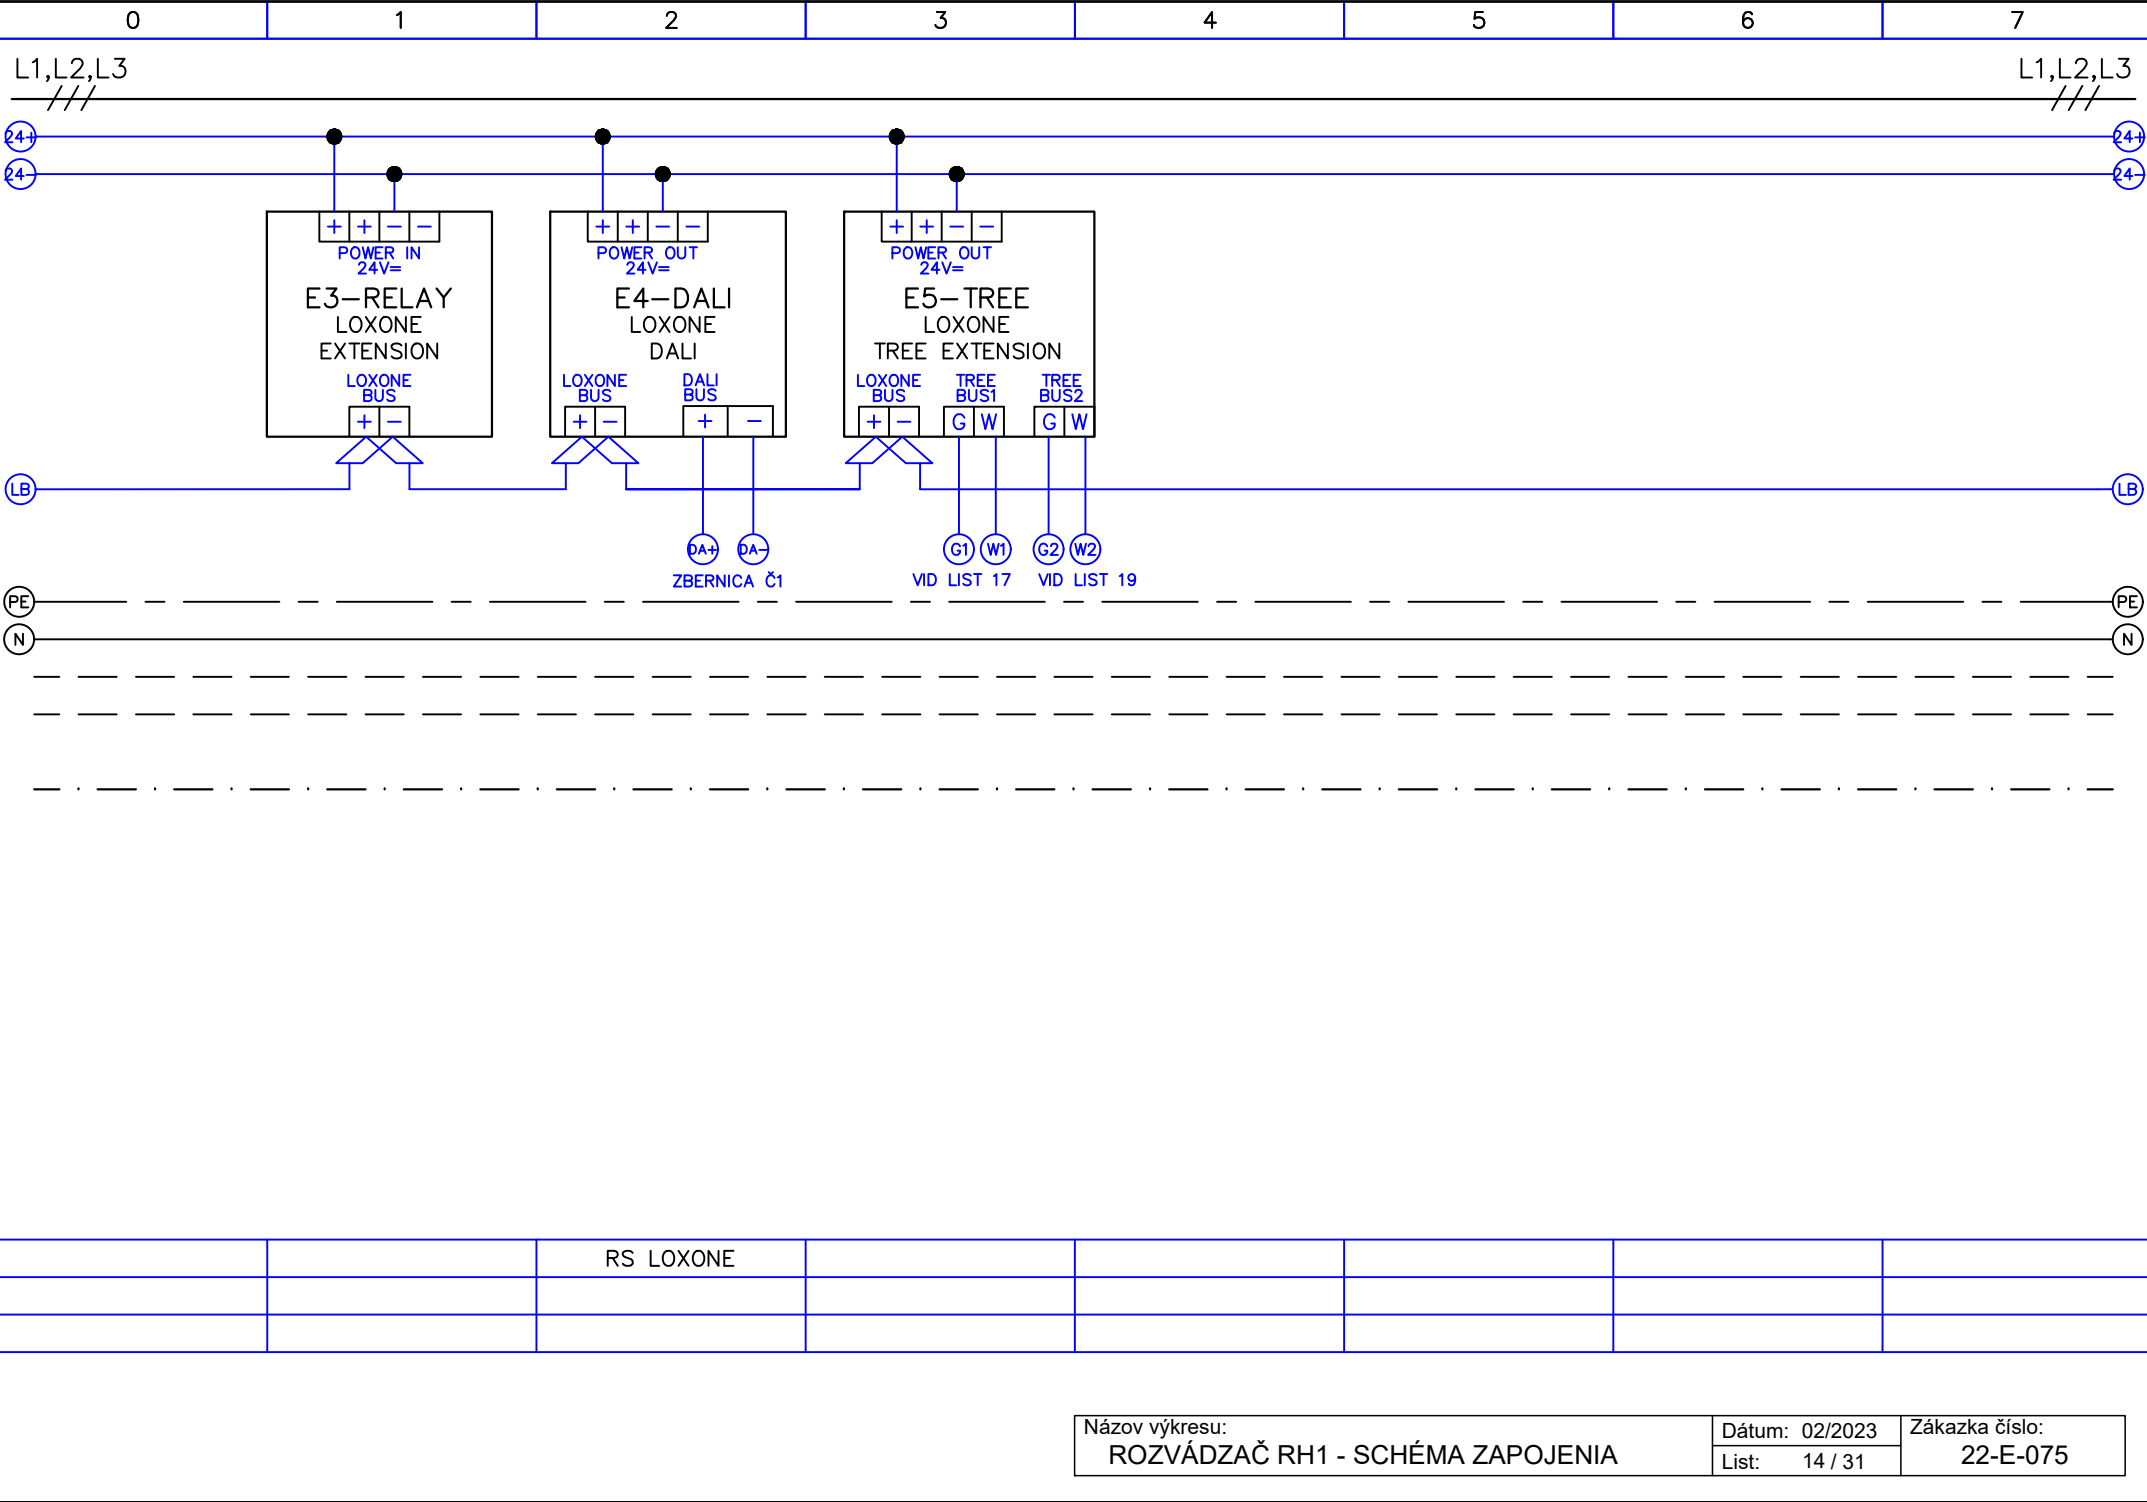 0 1 2 3 4 5 6 7
L1,L2,L3 L1,L2,L3
24+ 24+
24- 24-
+ + - - + + - - + + - -
POWER IN POWER OUT POWER OUT
24V= 24V= 24V=
E3-RELAY E4-DALI E5-TREE
LOXONE LOXONE LOXONE
EXTENSION DALI TREE EXTENSION
LOXONE LOXONE DALI LOXONE TREE TREE
BUS BUS BUS BUS BUS1 BUS2
+ - + - + - + - G W G W
LB LB
DA+ DA- G1 W1 G2 W2
ZBERNICA Č1 VID LIST 17 VID LIST 19
PE PE
N N
RS LOXONE
Názov výkresu: Dátum: 02/2023 Zákazka číslo:
ROZVÁDZAČ RH1 - SCHÉMA ZAPOJENIA List: 14 / 31 22-E-075